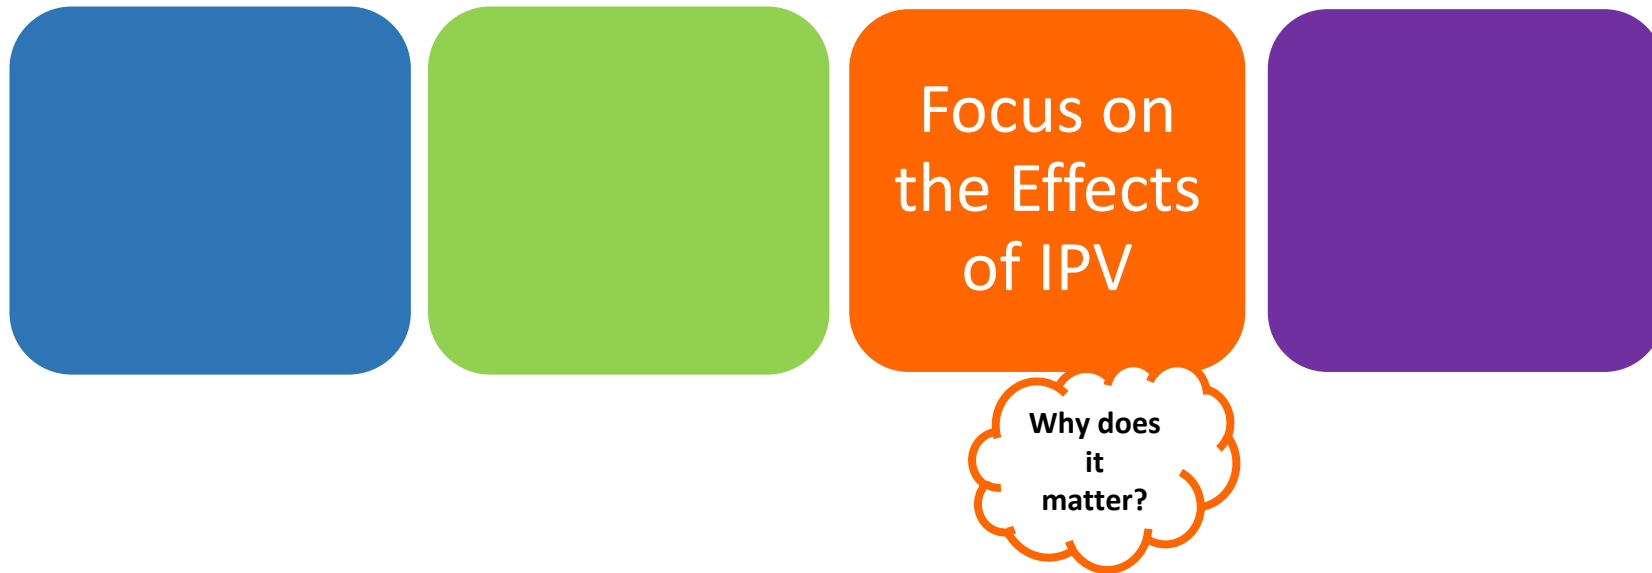 Focus on
the Effects
of IPV
Why does
it
matter?